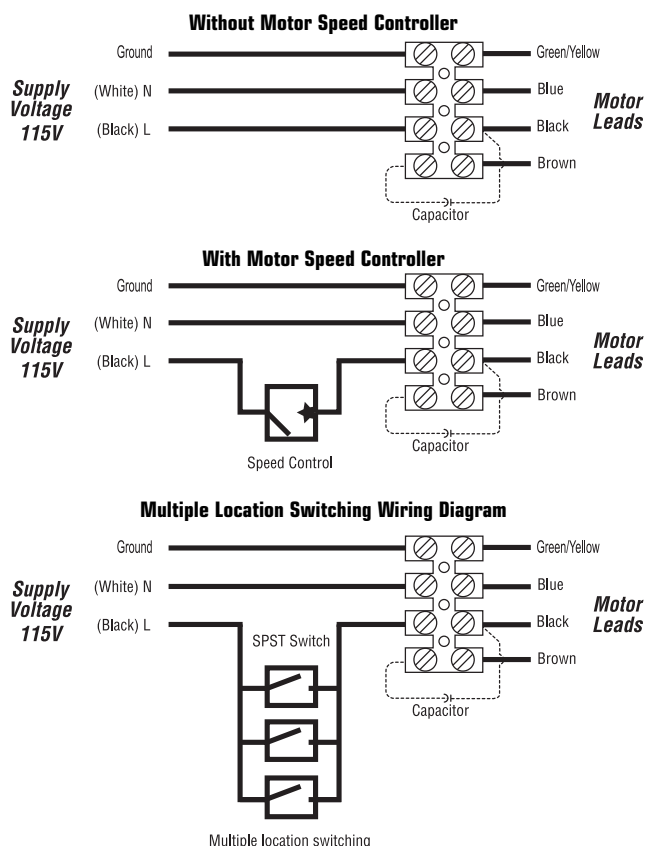 Without Motor Speed Controller
Ground
Green/Yellow
Supply
Voltage
115V
(White) N
Blue
Motor
Leads
(Black) L
Black
Brown
Capacitor
With Motor Speed Controller
Ground
Green/Yellow
Supply
Voltage
115V
(White) N
Blue
Motor
Leads
(Black) L
Black
Brown
Capacitor
Speed Control
Multiple Location Switching Wiring Diagram
Ground
Green/Yellow
Supply
Voltage
115V
(White) N
Blue
Motor
Leads
(Black) L
Black
SPST Switch
Brown
Capacitor
Multiple location switching